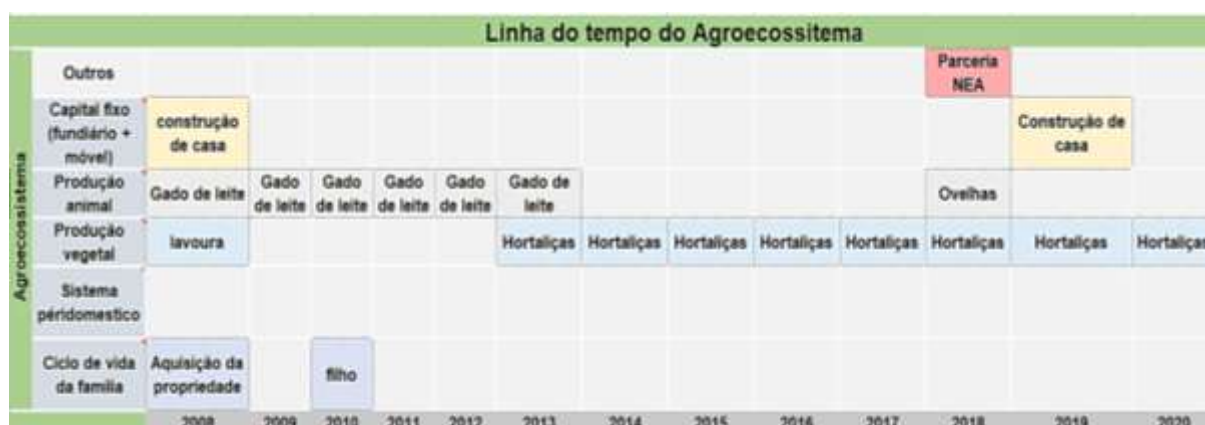 Linha do tempo do Agroecossitema
Agroecossistema
Outros
Parceria
NEA
Capital fixo
(fundiário +
móvel)
construção
de casa
Construção de
casa
Produção
animal
Gado de leite
Gado
de leite
Gado
de leite
Gado
de leite
Gado
de leite
Gado de
leite
Ovelhas
Produção
vegetal
lavoura
Hortaliças
Hortaliças
Hortaliças
Hortaliças
Hortaliças
Hortaliças
Hortaliças
Hortaliças
Sistema
péridomestico
Ciclo de vida
da familia
Aquisição da
propriedade
filho
2008 2009 2010 2011 2012 2013 2014 2015 2016 2017 2018 2019 2020